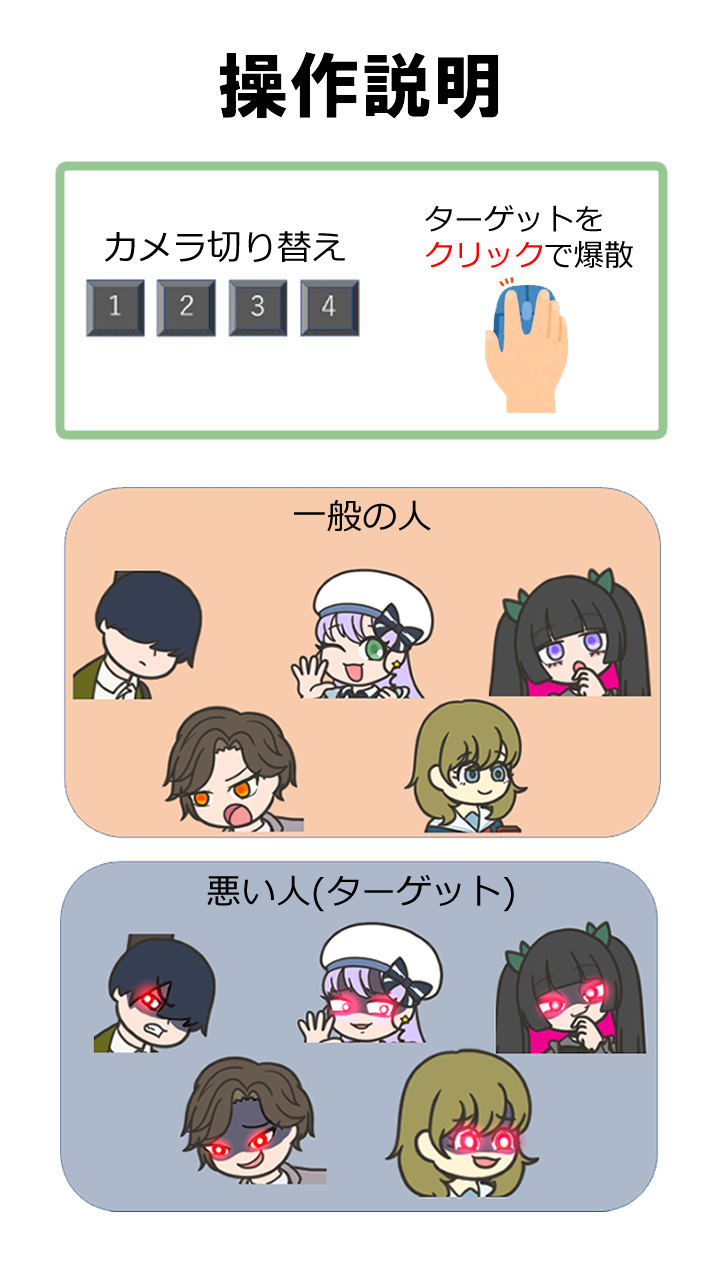 操作説明
カメラ切り替え
1 2 3 4
ターゲットを
クリックで爆散
一般の人
悪い人(ターゲット)